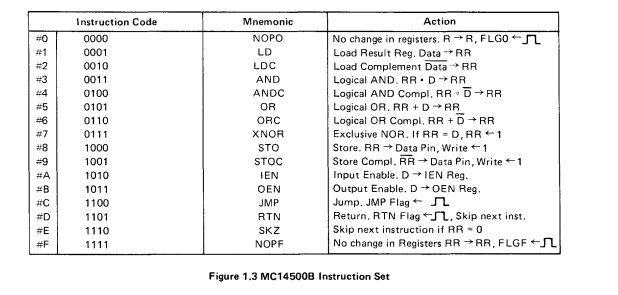 Instruction Code Mnemonic Action
#0 0000 NOPO No change in registers. R → R, FLG0 ← ⎍
#1 0001 LD Load Result Reg. Data → RR
#2 0010 LDC Load Complement D̅a̅t̅a̅ → RR
#3 0011 AND Logical AND. RR • D → RR
#4 0100 ANDC Logical AND Compl. RR • D̅ → RR
#5 0101 OR Logical OR. RR + D → RR
#6 0110 ORC Logical OR Compl. RR + D̅ → RR
#7 0111 XNOR Exclusive NOR. If RR = D, RR ← 1
#8 1000 STO Store. RR → Data Pin, Write ← 1
#9 1001 STOC Store Compl. R̅R̅ → Data Pin, Write ← 1
#A 1010 IEN Input Enable. D → IEN Reg.
#B 1011 OEN Output Enable. D → OEN Reg.
#C 1100 JMP Jump. JMP Flag ← ⎍
#D 1101 RTN Return. RTN Flag ← ⎍, Skip next inst.
#E 1110 SKZ Skip next instruction if RR = 0
#F 1111 NOPF No change in Registers RR → RR, FLGF ← ⎍
Figure 1.3 MC14500B Instruction Set